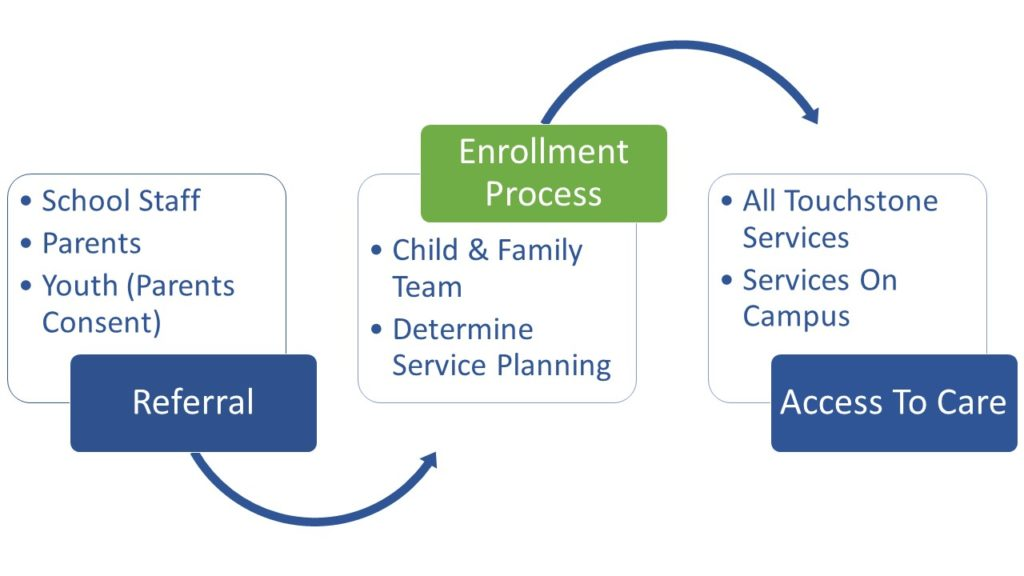 • School Staff
• Parents
• Youth (Parents
Consent)
Referral
Enrollment
Process
• Child & Family
Team
• Determine
Service Planning
• All Touchstone
Services
• Services On
Campus
Access To Care